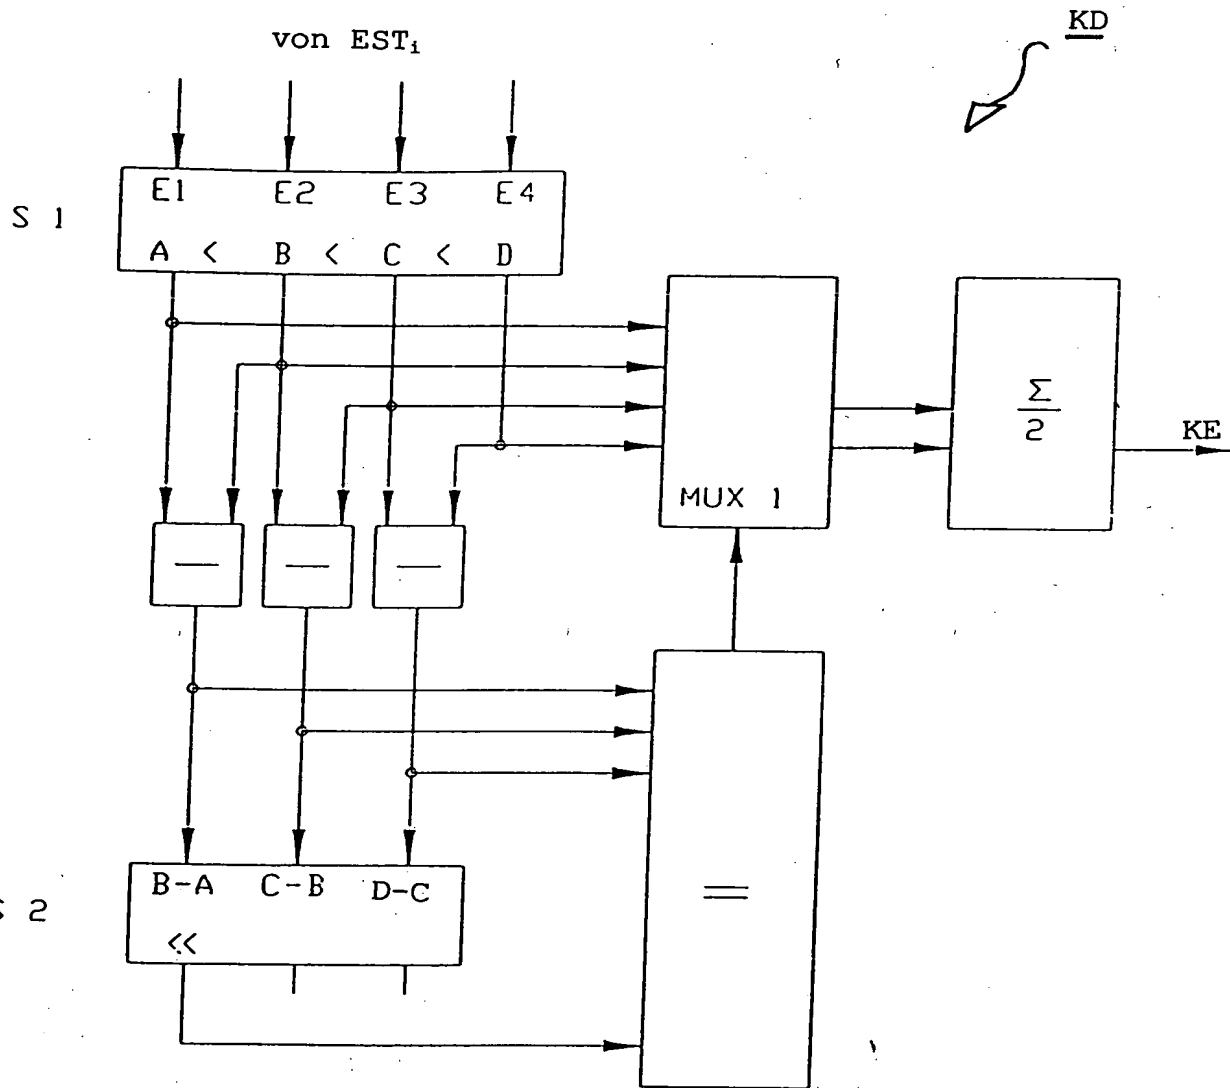 KD
von ESTi
E1 E2 E3 E4
S 1
A < B < C < D
Σ
2
KE
MUX 1
—
—
—
B-A C-B D-C
S 2
<<
=